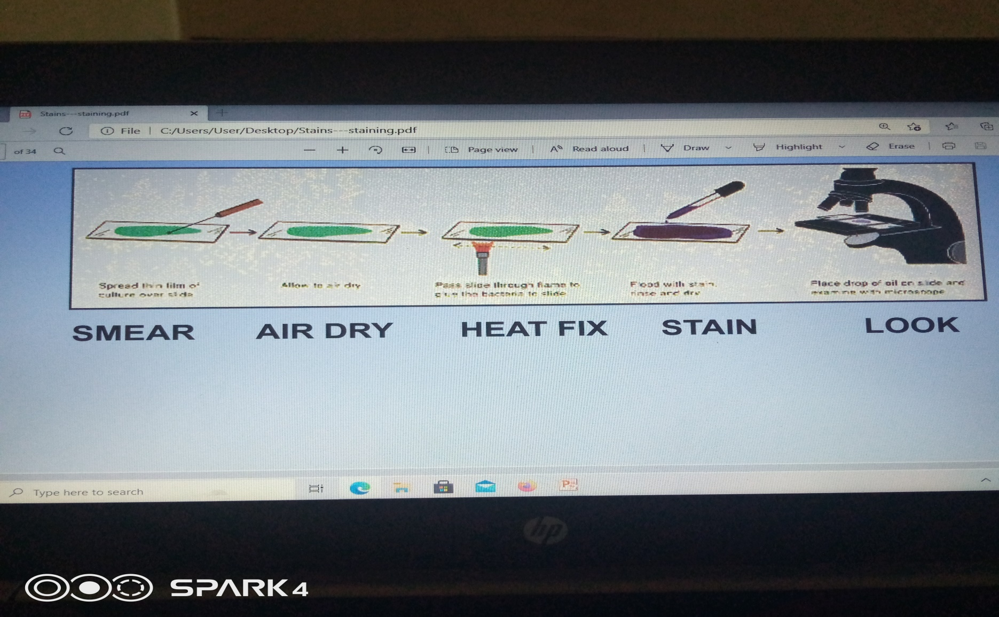 Stains---staining.pdf
File | C:/Users/User/Desktop/Stains---staining.pdf
of 34
Page view
Read aloud
Draw
Highlight
Erase
Spread thin film of
culture over slide
Allow to air dry
Pass slide through flame to
glue the bacteria to slide
Flood with stain,
rinse and dry
Place drop of oil on slide and
examine with microscope
SMEAR
AIR DRY
HEAT FIX
STAIN
LOOK
Type here to search
hp
SPARK 4